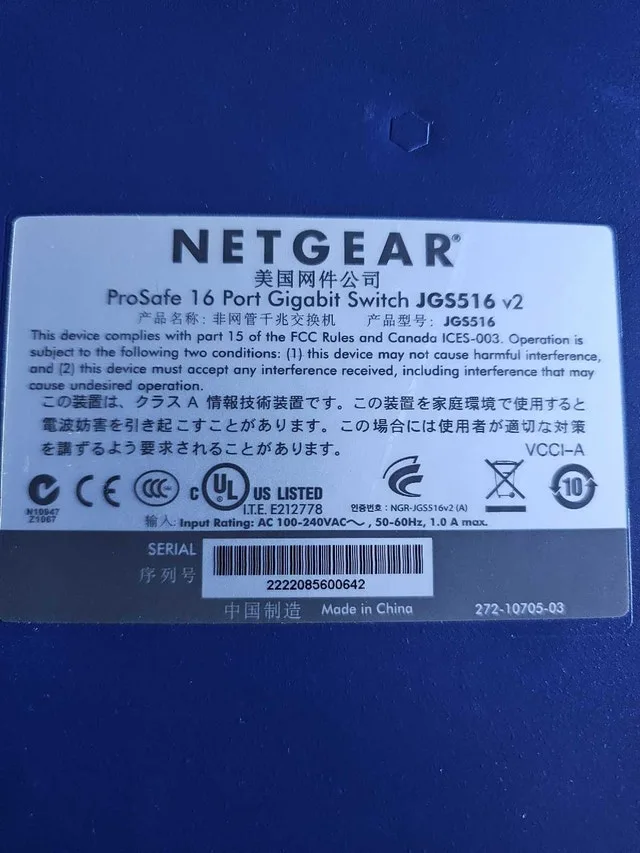 NETGEAR®
美国网件公司
ProSafe 16 Port Gigabit Switch JGS516 v2
产品名称: 非网管千兆交换机 产品型号: JGS516
This device complies with part 15 of the FCC Rules and Canada ICES-003. Operation is
subject to the following two conditions: (1) this device may not cause harmful interference,
and (2) this device must accept any interference received, including interference that may
cause undesired operation.
この装置は、クラス A 情報技術装置です。この装置を家庭環境で使用すると
電波妨害を引き起こすことがあります。この場合には使用者が適切な対策
を講ずるよう要求されることがあります。 VCCI-A
N10947
Z1067
CE CCC c UL US LISTED
I.T.E. E212778
인증번호: NGR-JGS516v2 (A)
10
输入: Input Rating: AC 100-240VAC～, 50-60Hz, 1.0 A max.
SERIAL
序列号
2222085600642
中国制造 Made in China 272-10705-03